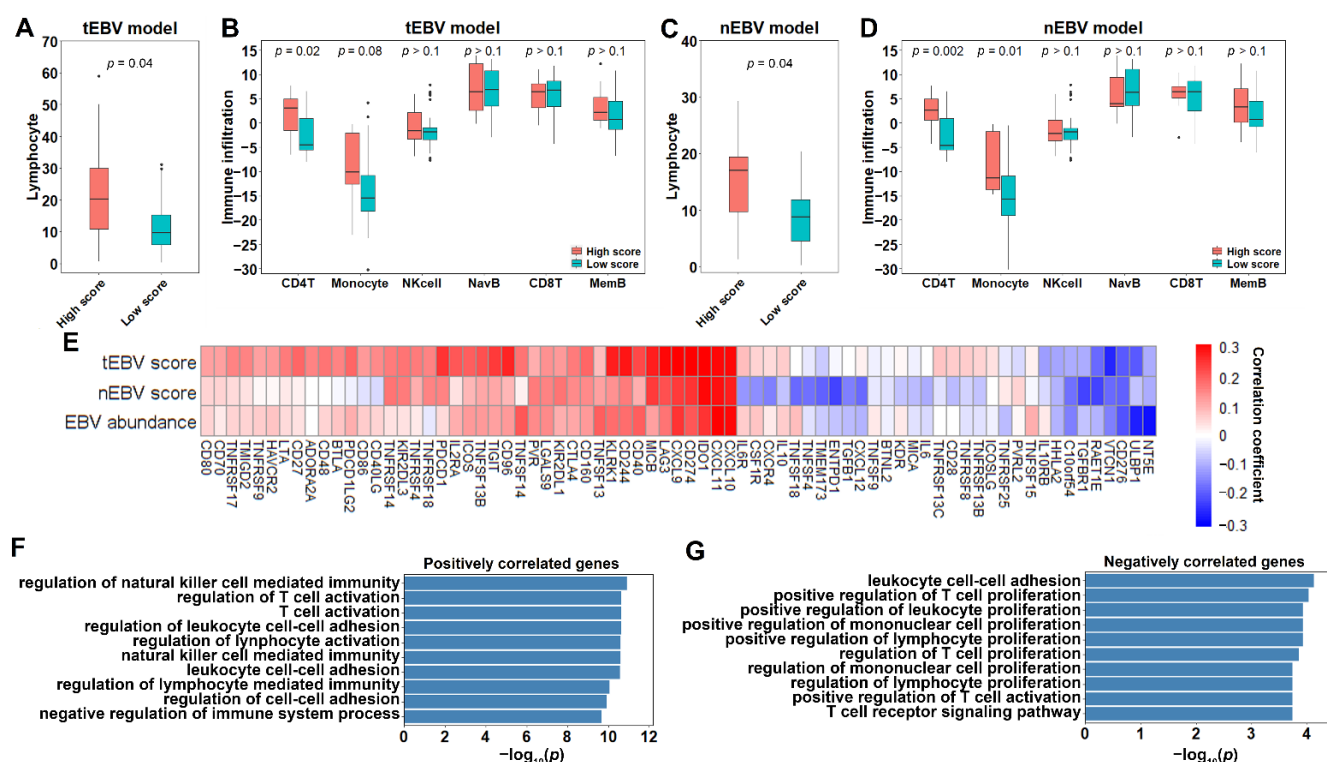 A
tEBV model
Lymphocyte
70
60
50
40
30
20
10
0
p = 0.04
High score
Low score
B
tEBV model
Immune infiltration
15
10
5
0
−5
−10
−15
−20
−25
−30
p = 0.02
p = 0.08
p > 0.1
p > 0.1
p > 0.1
p > 0.1
High score
Low score
CD4T
Monocyte
NKcell
NavB
CD8T
MemB
C
nEBV model
Lymphocyte
40
30
20
10
0
p = 0.04
High score
Low score
D
nEBV model
Immune infiltration
15
10
5
0
−5
−10
−15
−20
−25
−30
p = 0.002
p = 0.01
p > 0.1
p > 0.1
p > 0.1
p > 0.1
High score
Low score
CD4T
Monocyte
NKcell
NavB
CD8T
MemB
E
tEBV score
nEBV score
EBV abundance
CD80
CD70
TNFRSF17
TMIGD2
TNFRSF9
HAVCR2
LTA
CD27
ADORA2A
CD48
BTLA
PDCD1LG2
CD86
CD40LG
TNFRSF14
KIR2DL3
TNFRSF4
TNFRSF18
PDCD1
IL2RA
ICOS
TNFSF13B
TIGIT
CD96
TNFSF14
PVR
LGALS9
KIR2DL1
CTLA4
CD160
TNFSF13
KLRK1
CD244
CD40
MICB
LAG3
CXCL9
CD274
IDO1
CXCL11
CXCL10
IL6R
CSF1R
CXCR4
IL10
TNFSF18
TNFSF4
TMEM173
ENTPD1
TGFB1
CXCL12
TNFSF9
BTNL2
KDR
MICA
IL6
TNFRSF13C
CD28
TNFRSF8
TNFRSF13B
ICOSLG
TNFRSF25
PVRL2
TNFSF15
IL10RB
HHLA2
C10orf54
TGFBR1
RAET1E
VTCN1
CD276
ULBP1
NT5E
0.3
0.2
0.1
0
−0.1
−0.2
−0.3
Correlation coefficient
F
Positively correlated genes
regulation of natural killer cell mediated immunity
regulation of T cell activation
T cell activation
regulation of leukocyte cell-cell adhesion
regulation of lynphocyte activation
natural killer cell mediated immunity
leukocyte cell-cell adhesion
regulation of lymphocyte mediated immunity
regulation of cell-cell adhesion
negative regulation of immune system process
0 2 4 6 8 10 12
−log₁₀(p)
G
Negatively correlated genes
leukocyte cell-cell adhesion
positive regulation of T cell proliferation
positive regulation of leukocyte proliferation
positive regulation of mononuclear cell proliferation
positive regulation of lymphocyte proliferation
regulation of T cell proliferation
regulation of mononuclear cell proliferation
regulation of lymphocyte proliferation
positive regulation of T cell activation
T cell receptor signaling pathway
0 1 2 3 4
−log₁₀(p)